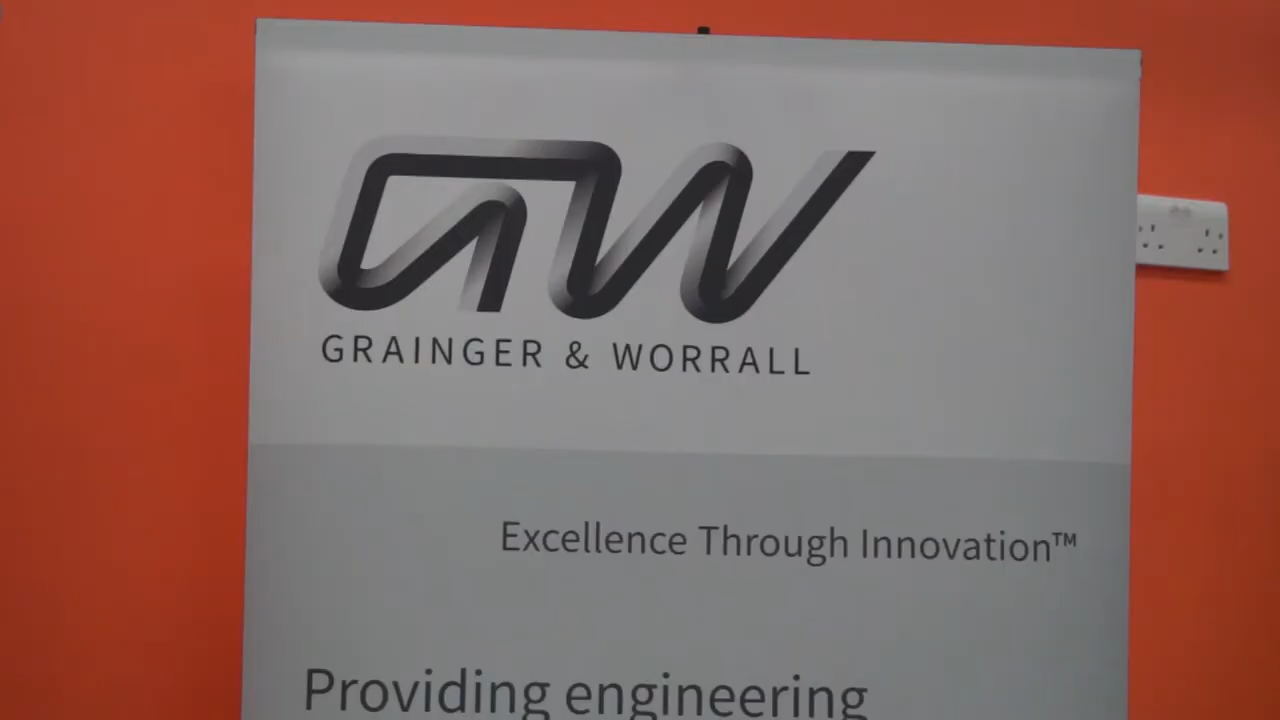 GW
GRAINGER & WORRALL
Excellence Through Innovation™
Providing engineering